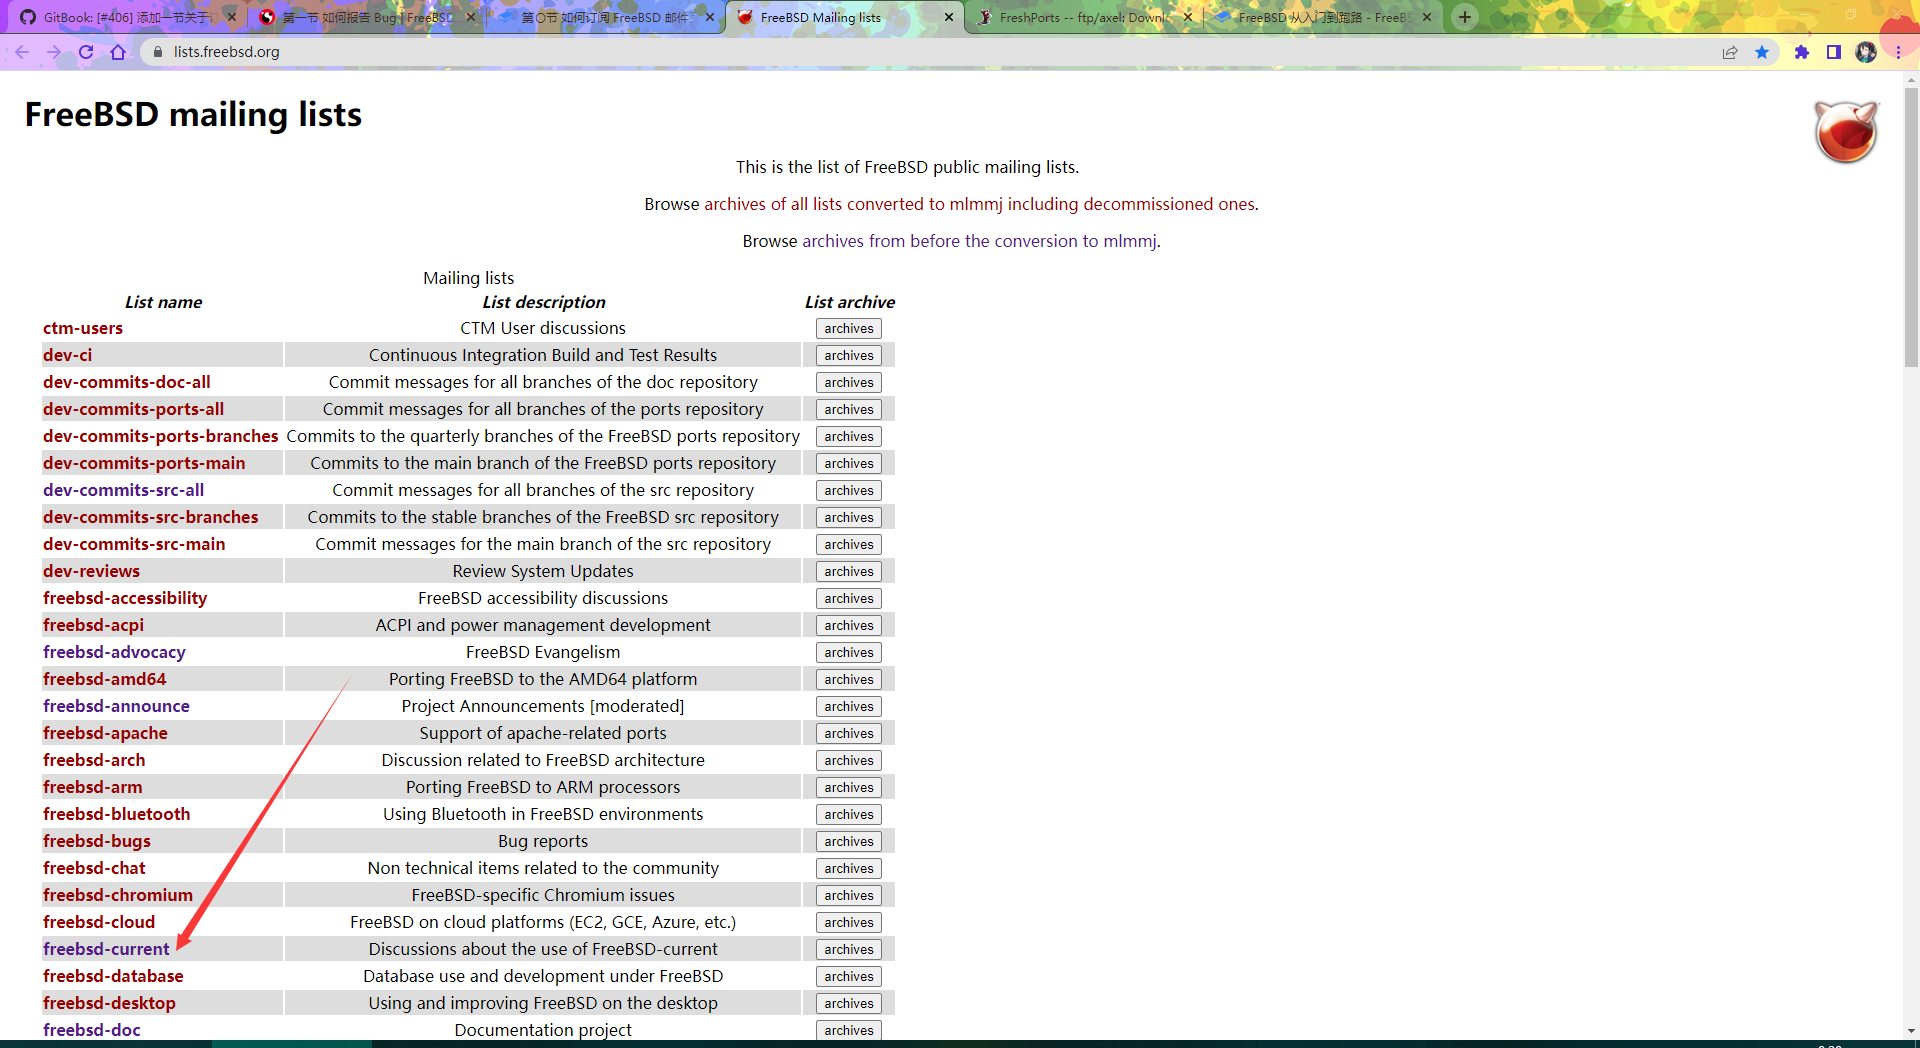 GitBook: [#406] 添加一节关于订
第一节 如何报告 Bug | FreeBSD
第〇节 如何订阅 FreeBSD 邮件
FreeBSD Mailing lists
FreshPorts -- ftp/axel: Downlo
FreeBSD 从入门到跑路 - FreeBS
lists.freebsd.org
FreeBSD mailing lists
This is the list of FreeBSD public mailing lists.
Browse archives of all lists converted to mlmmj including decommissioned ones.
Browse archives from before the conversion to mlmmj.
Mailing lists
List name List description List archive
ctm-users CTM User discussions archives
dev-ci Continuous Integration Build and Test Results archives
dev-commits-doc-all Commit messages for all branches of the doc repository archives
dev-commits-ports-all Commit messages for all branches of the ports repository archives
dev-commits-ports-branches Commits to the quarterly branches of the FreeBSD ports repository archives
dev-commits-ports-main Commits to the main branch of the FreeBSD ports repository archives
dev-commits-src-all Commit messages for all branches of the src repository archives
dev-commits-src-branches Commits to the stable branches of the FreeBSD src repository archives
dev-commits-src-main Commit messages for the main branch of the src repository archives
dev-reviews Review System Updates archives
freebsd-accessibility FreeBSD accessibility discussions archives
freebsd-acpi ACPI and power management development archives
freebsd-advocacy FreeBSD Evangelism archives
freebsd-amd64 Porting FreeBSD to the AMD64 platform archives
freebsd-announce Project Announcements [moderated] archives
freebsd-apache Support of apache-related ports archives
freebsd-arch Discussion related to FreeBSD architecture archives
freebsd-arm Porting FreeBSD to ARM processors archives
freebsd-bluetooth Using Bluetooth in FreeBSD environments archives
freebsd-bugs Bug reports archives
freebsd-chat Non technical items related to the community archives
freebsd-chromium FreeBSD-specific Chromium issues archives
freebsd-cloud FreeBSD on cloud platforms (EC2, GCE, Azure, etc.) archives
freebsd-current Discussions about the use of FreeBSD-current archives
freebsd-database Database use and development under FreeBSD archives
freebsd-desktop Using and improving FreeBSD on the desktop archives
freebsd-doc Documentation project archives